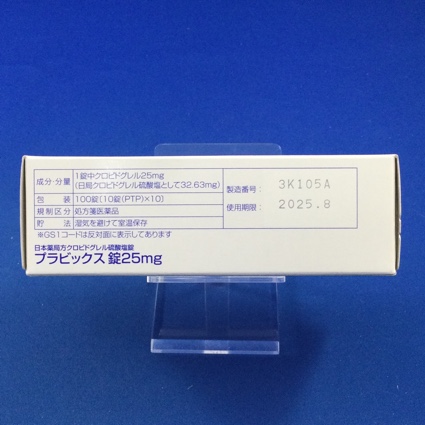 成分・分量 1錠中クロピドグレル25mg
(日局クロピドグレル硫酸塩として32.63mg)
包装 100錠[10錠(PTP)×10]
規制区分 処方箋医薬品
貯法 湿気を避けて室温保存
※GS1コードは反対面に表示してあります
製造番号: 3K105A
使用期限: 2025.8
日本薬局方クロピドグレル硫酸塩錠
プラビックス錠25mg